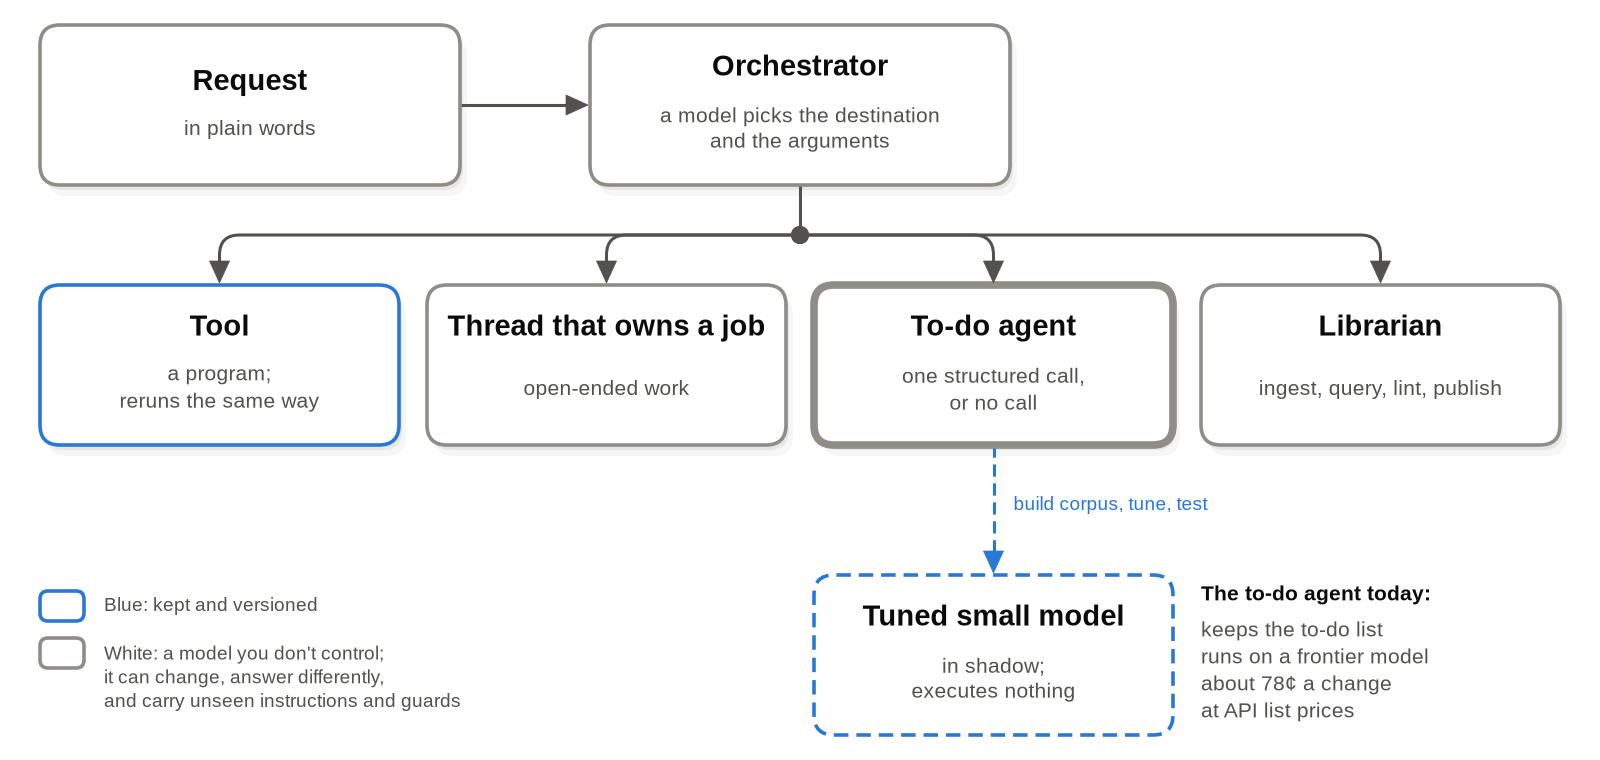 Request
in plain words
Orchestrator
a model picks the destination
and the arguments
Tool
a program;
reruns the same way
Thread that owns a job
open-ended work
To-do agent
one structured call,
or no call
Librarian
ingest, query, lint, publish
build corpus, tune, test
Tuned small model
in shadow;
executes nothing
The to-do agent today:
keeps the to-do list
runs on a frontier model
about 78¢ a change
at API list prices
Blue: kept and versioned
White: a model you don't control;
it can change, answer differently,
and carry unseen instructions and guards